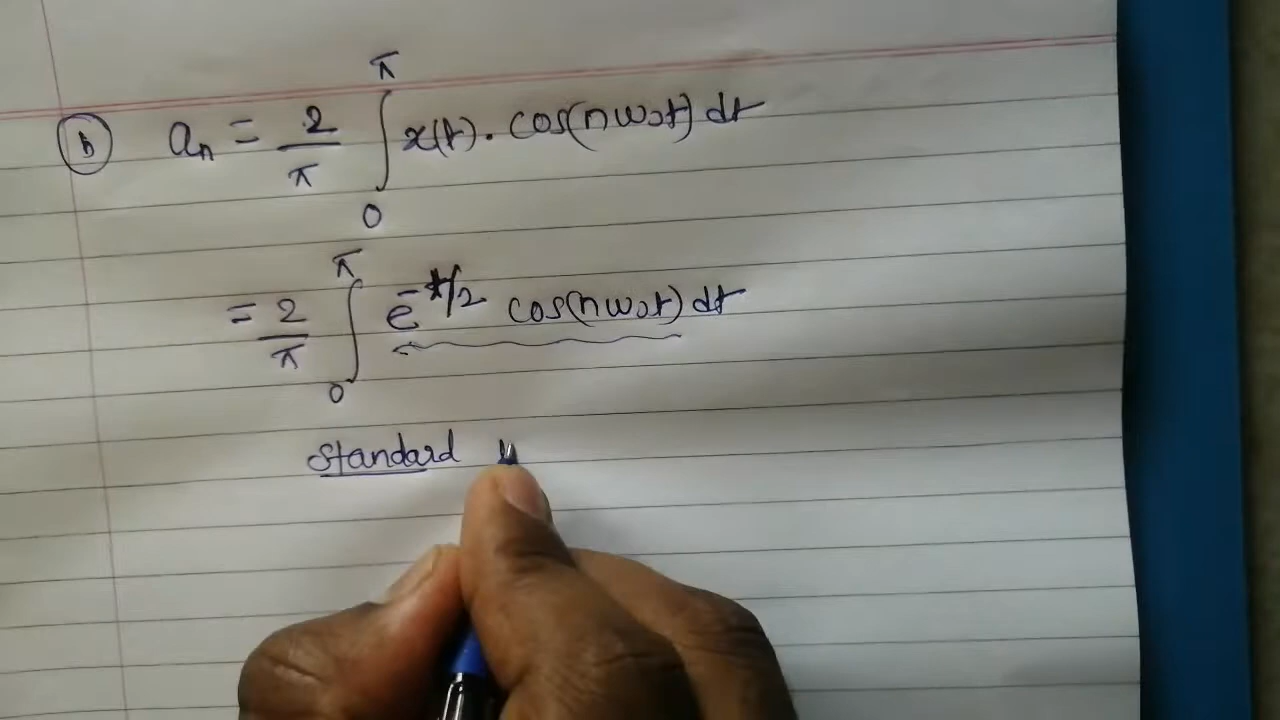 (b) aₙ = 2/π ∫₀^π x(t) . cos(nω₀t) dt
= 2/π ∫₀^π e^(-t/2) cos(nω₀t) dt
Standard